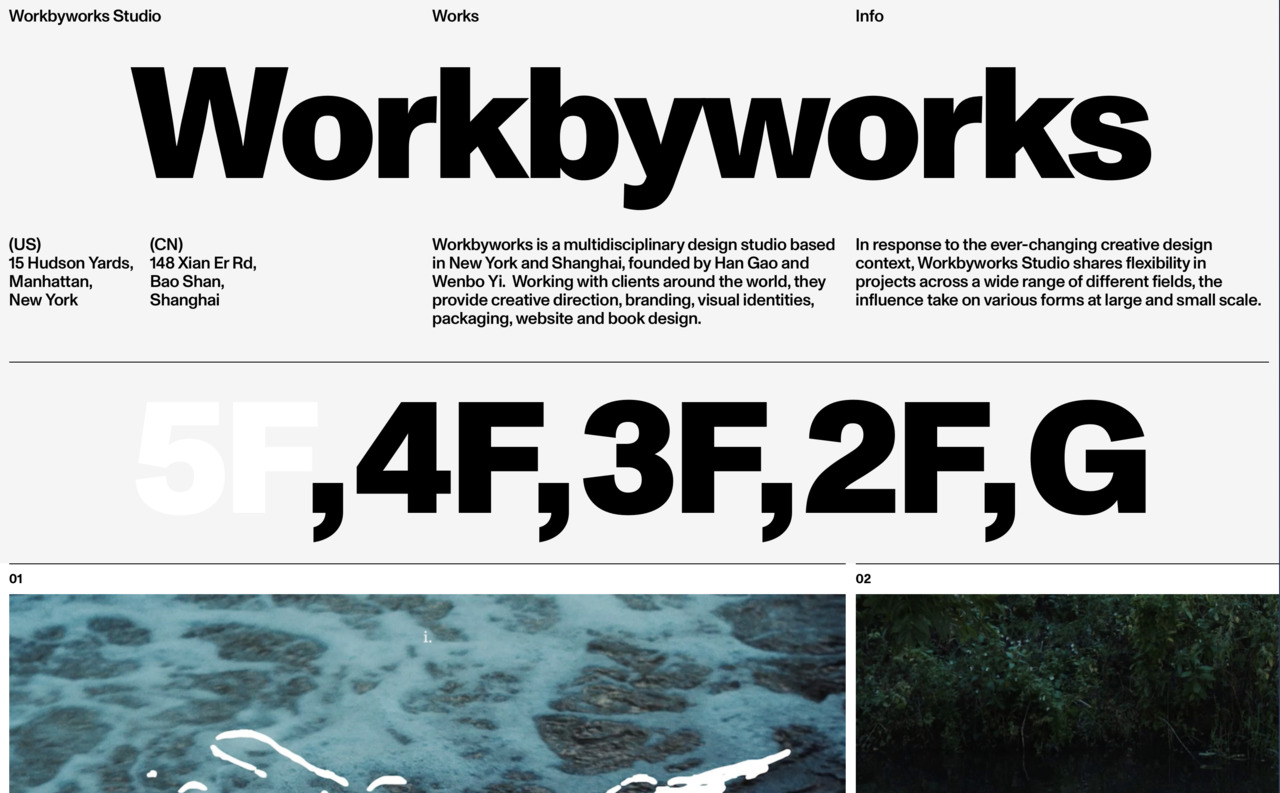 Workbyworks Studio
Works
Info
Workbyworks
(US)
15 Hudson Yards,
Manhattan,
New York
(CN)
148 Xian Er Rd,
Bao Shan,
Shanghai
Workbyworks is a multidisciplinary design studio based
in New York and Shanghai, founded by Han Gao and
Wenbo Yi.  Working with clients around the world, they
provide creative direction, branding, visual identities,
packaging, website and book design.
In response to the ever-changing creative design
context, Workbyworks Studio shares flexibility in
projects across a wide range of different fields, the
influence take on various forms at large and small scale.
5F,4F,3F,2F,G
01
02
i.